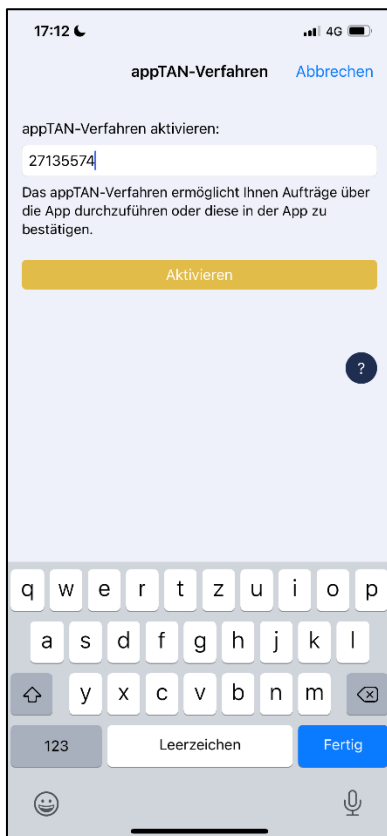 17:12 4G
appTAN-Verfahren Abbrechen
appTAN-Verfahren aktivieren:
27135574
Das appTAN-Verfahren ermöglicht Ihnen Aufträge über
die App durchzuführen oder diese in der App zu
bestätigen.
Aktivieren
?
q w e r t z u i o p
a s d f g h j k l
y x c v b n m
123 Leerzeichen Fertig